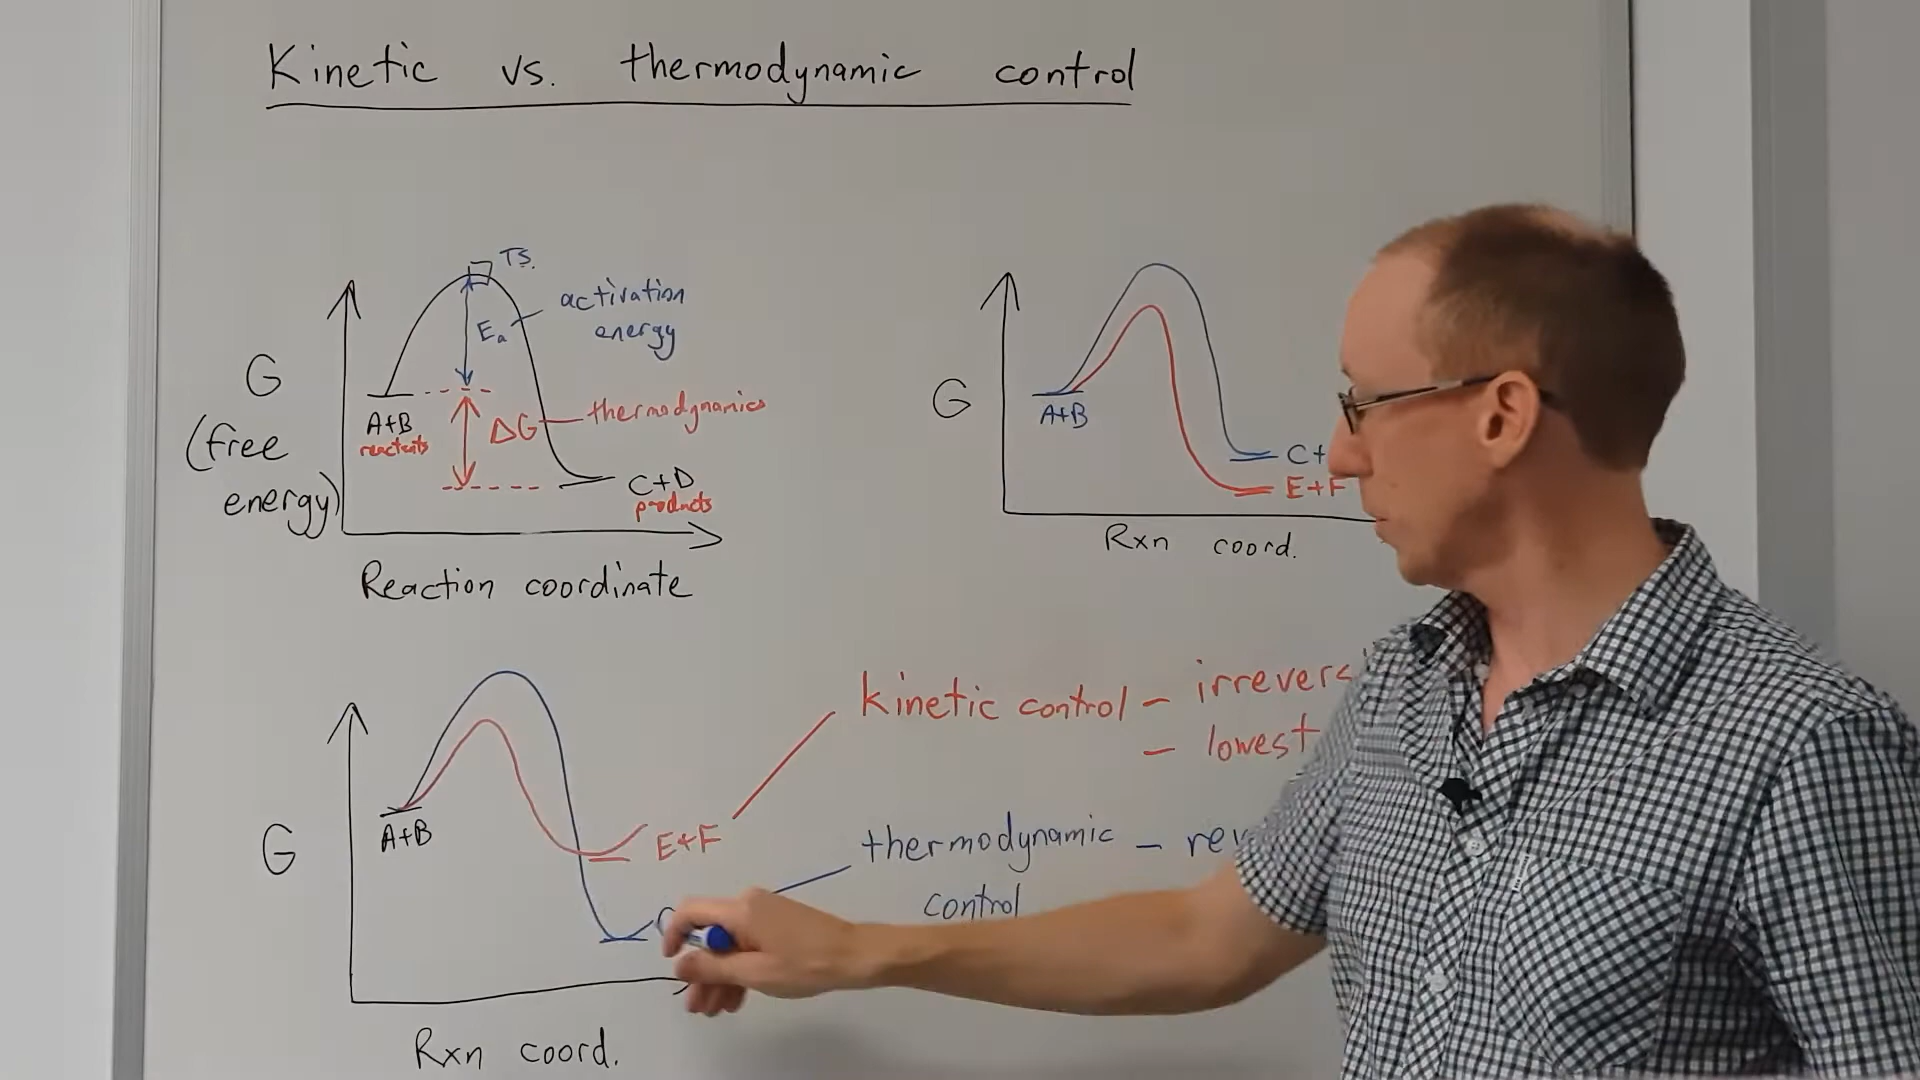 Kinetic vs. thermodynamic control
TS.
activation
energy
Ea
G
(free
energy)
A+B
reactants
ΔG
thermodynamics
C+D
products
Reaction coordinate
G
A+B
C+
E+F
Rxn coord.
kinetic control - irrevers
- lowest
G
A+B
E+F
thermodynamic - rev
control
C
Rxn coord.